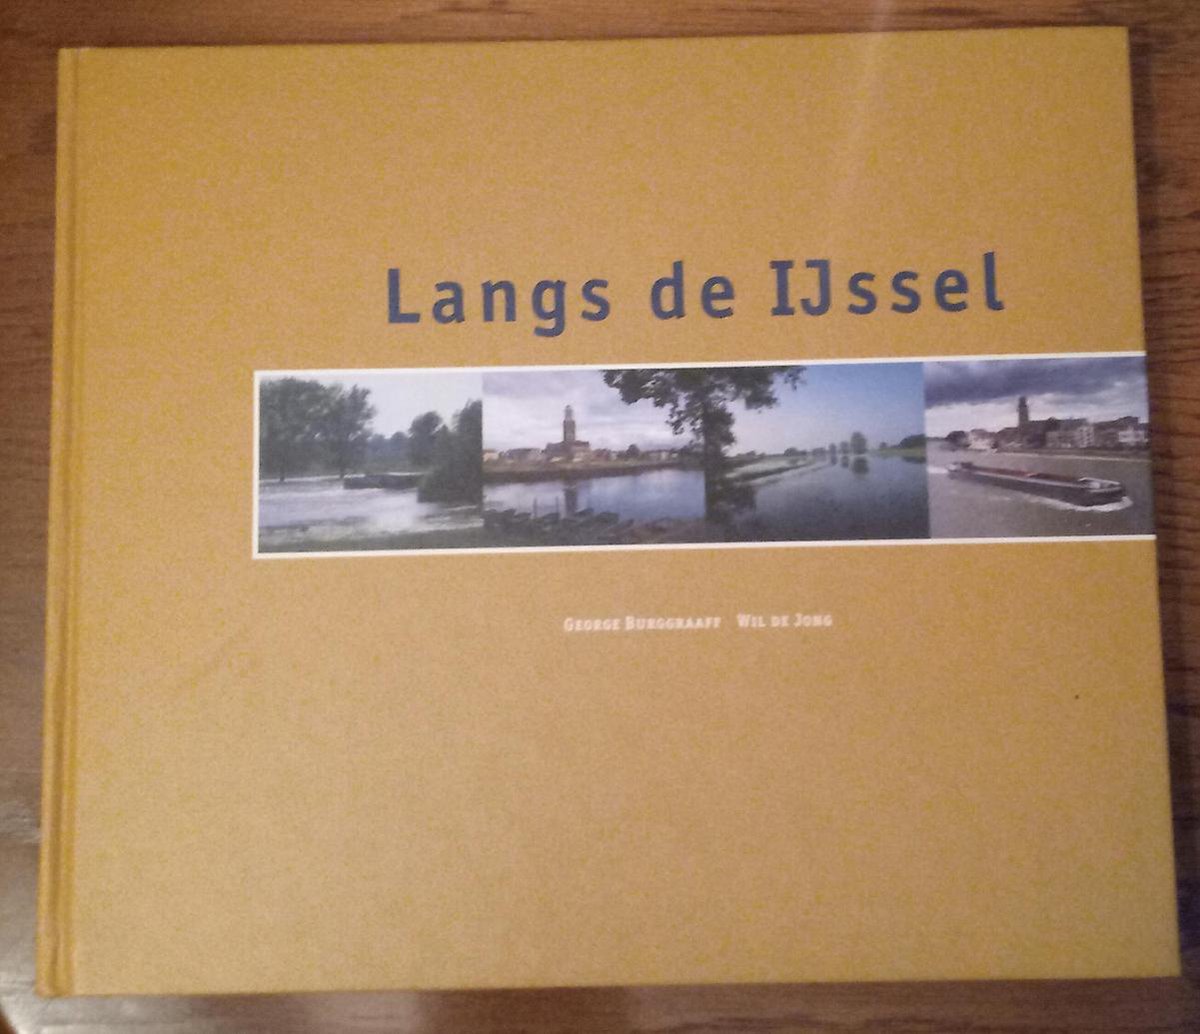 Langs de IJssel
George Burggraaff Wil de Jong